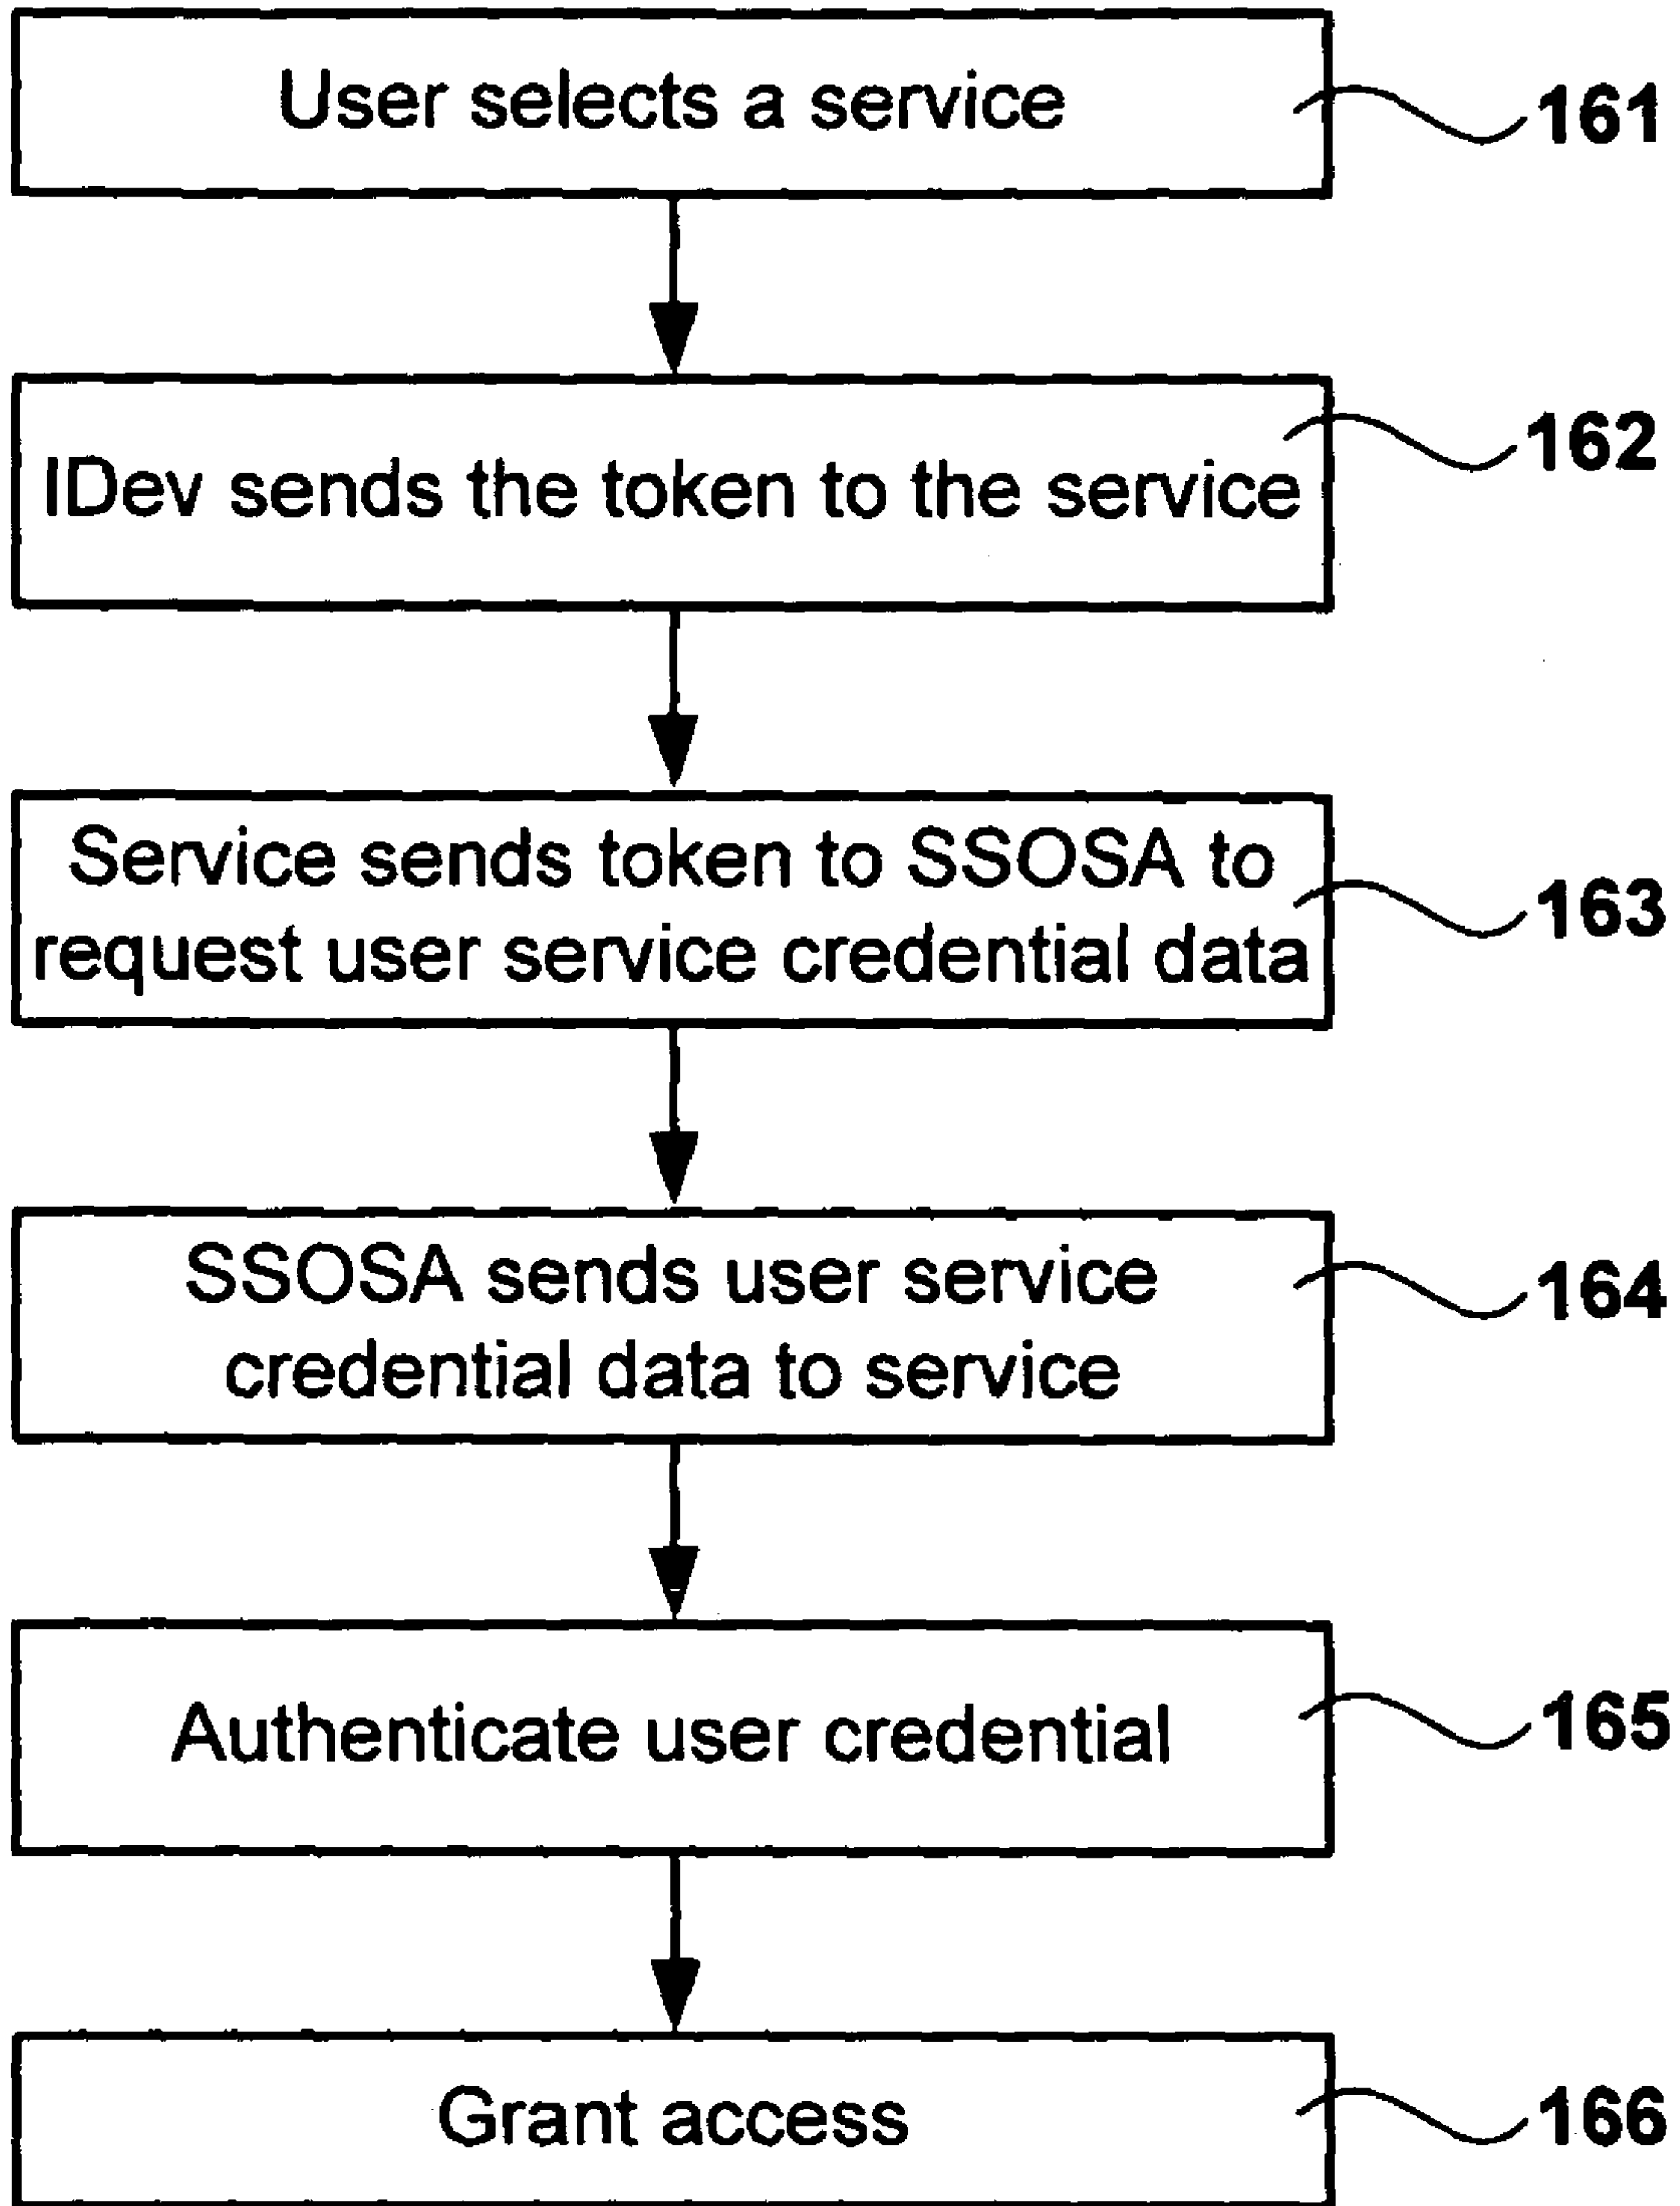 User selects a service
161
IDev sends the token to the service
162
Service sends token to SSOSA to
request user service credential data
163
SSOSA sends user service
credential data to service
164
Authenticate user credential
165
Grant access
166